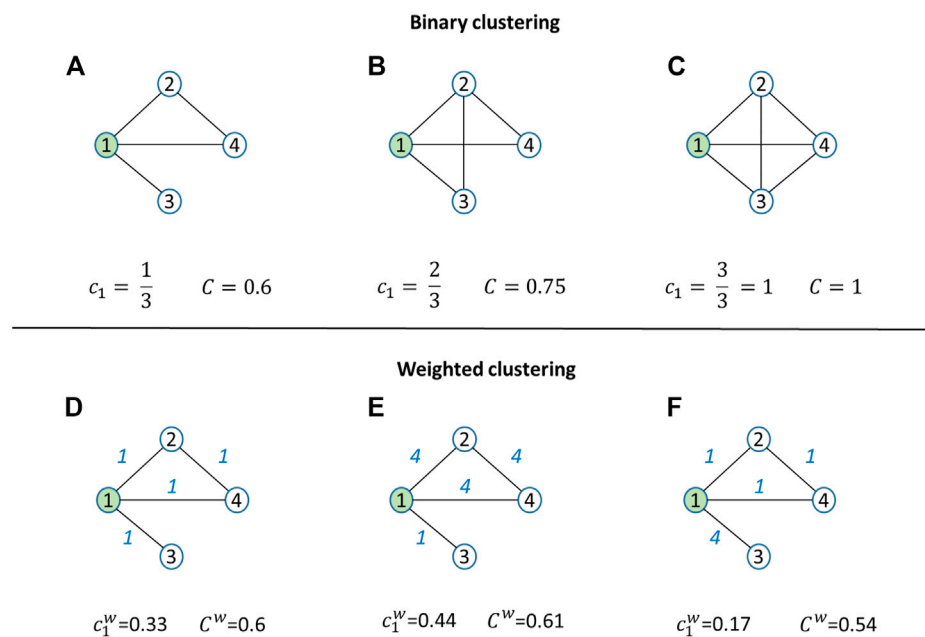 Binary clustering
A B C
2 2 2
1 4 1 4 1 4
3 3 3
c₁ = 1/3 C = 0.6 c₁ = 2/3 C = 0.75 c₁ = 3/3 = 1 C = 1
Weighted clustering
D E F
2 2 2
1 1 4 4 1 1
1 4 1
1 4 1 4 1 4
1 1 4
3 3 3
c₁ʷ=0.33 Cʷ=0.6 c₁ʷ=0.44 Cʷ=0.61 c₁ʷ=0.17 Cʷ=0.54